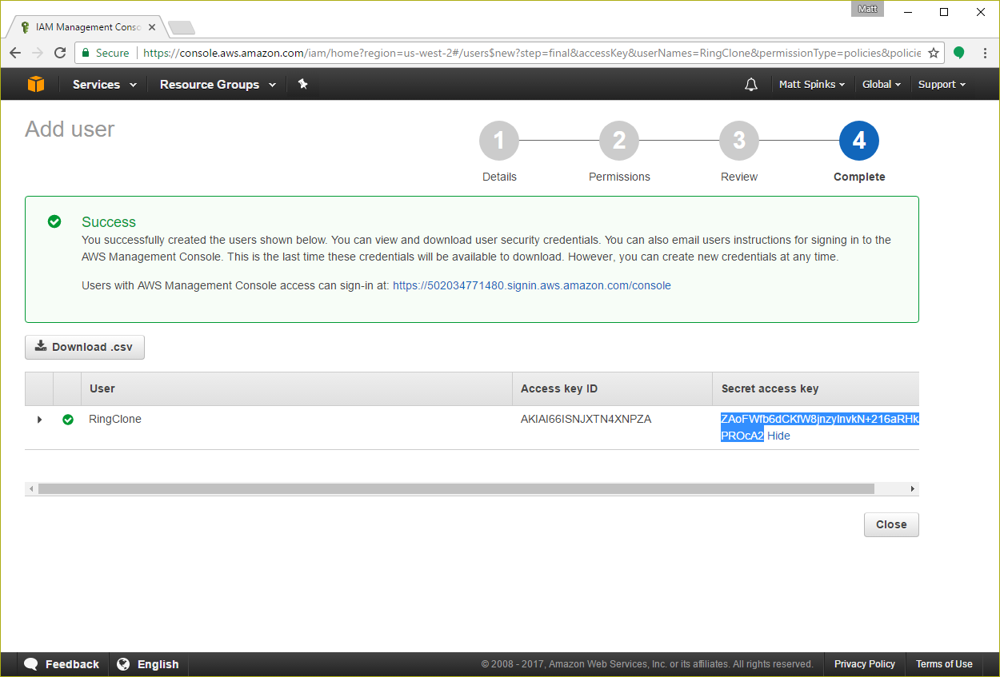 Matt
IAM Management Conso
Secure
https://console.aws.amazon.com/iam/home?region=us-west-2#/users$new?step=final&accessKey&userNames=RingClone&permissionType=policies&policie
Services
Resource Groups
Matt Spinks
Global
Support
Add user
1
2
3
4
Details
Permissions
Review
Complete
Success
You successfully created the users shown below. You can view and download user security credentials. You can also email users instructions for signing in to the
AWS Management Console. This is the last time these credentials will be available to download. However, you can create new credentials at any time.
Users with AWS Management Console access can sign-in at: https://502034771480.signin.aws.amazon.com/console
Download .csv
User
Access key ID
Secret access key
RingClone
AKIAI66ISNJXTN4XNPZA
PROcA2 Hide
Close
Feedback
English
© 2008 - 2017, Amazon Web Services, Inc. or its affiliates. All rights reserved.
Privacy Policy
Terms of Use